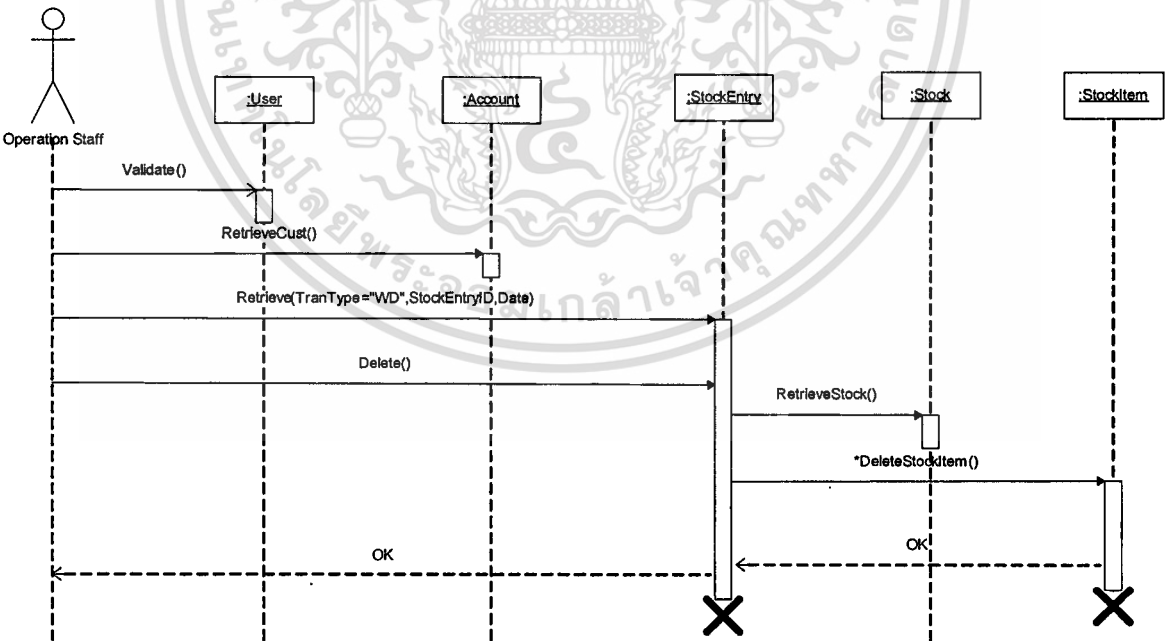 :User
:Account
:StockEntry
:Stock
:StockItem
Operation Staff
Validate()
RetrieveCust()
Retrieve(TranType="WD",StockEntryID,Date)
Delete()
RetrieveStock()
*DeleteStockItem()
OK
OK